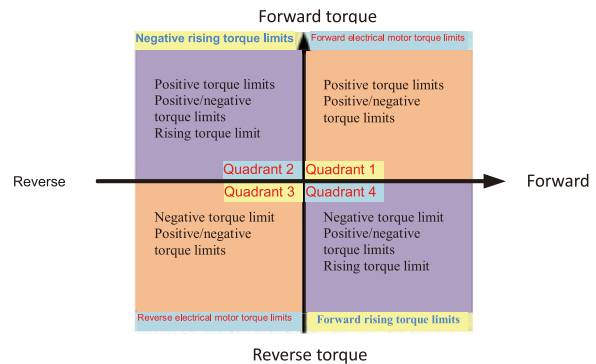 Forward torque
Negative rising torque limits
Forward electrical motor torque limits
Positive torque limits
Positive/negative
torque limits
Rising torque limit
Positive torque limits
Positive/negative
torque limits
Quadrant 2
Quadrant 1
Reverse
Forward
Quadrant 3
Quadrant 4
Negative torque limit
Positive/negative
torque limits
Negative torque limit
Positive/negative
torque limits
Rising torque limit
Reverse electrical motor torque limits
Forward rising torque limits
Reverse torque